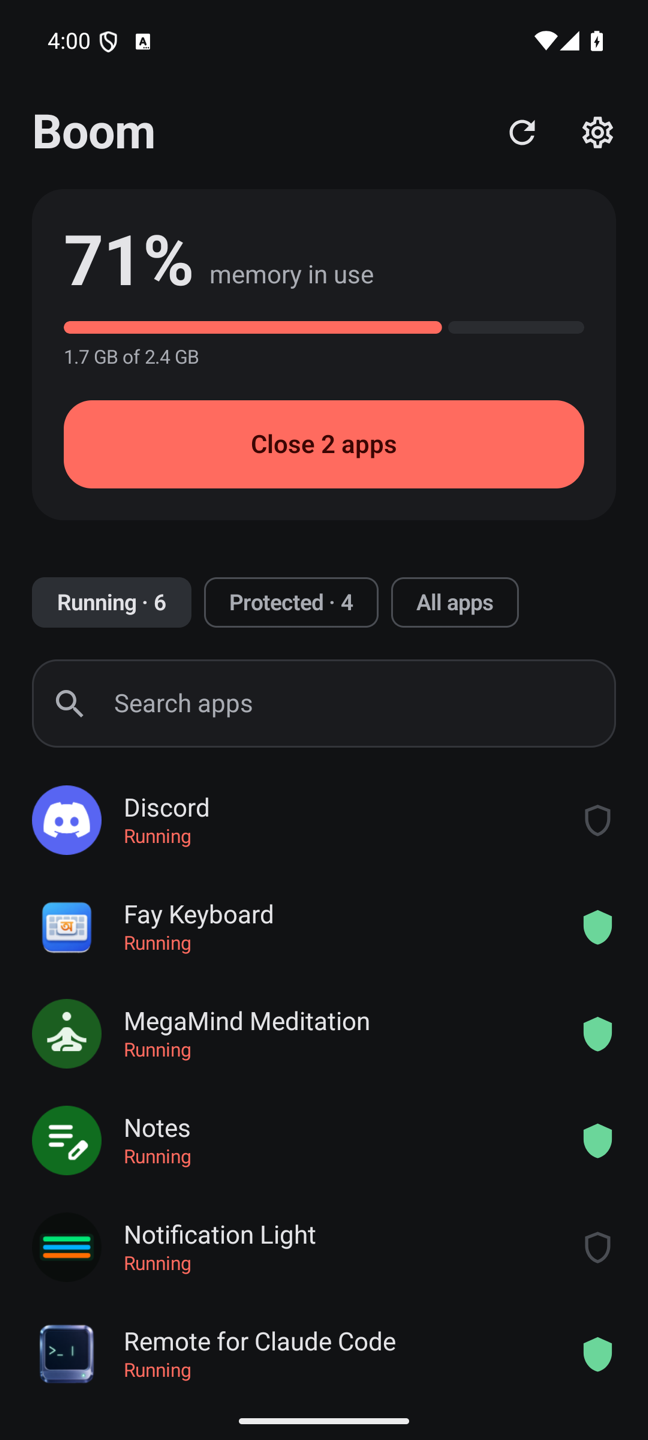 4:00
Boom
71% memory in use
1.7 GB of 2.4 GB
Close 2 apps
Running · 6
Protected · 4
All apps
Search apps
Discord
Running
Fay Keyboard
Running
MegaMind Meditation
Running
Notes
Running
Notification Light
Running
Remote for Claude Code
Running